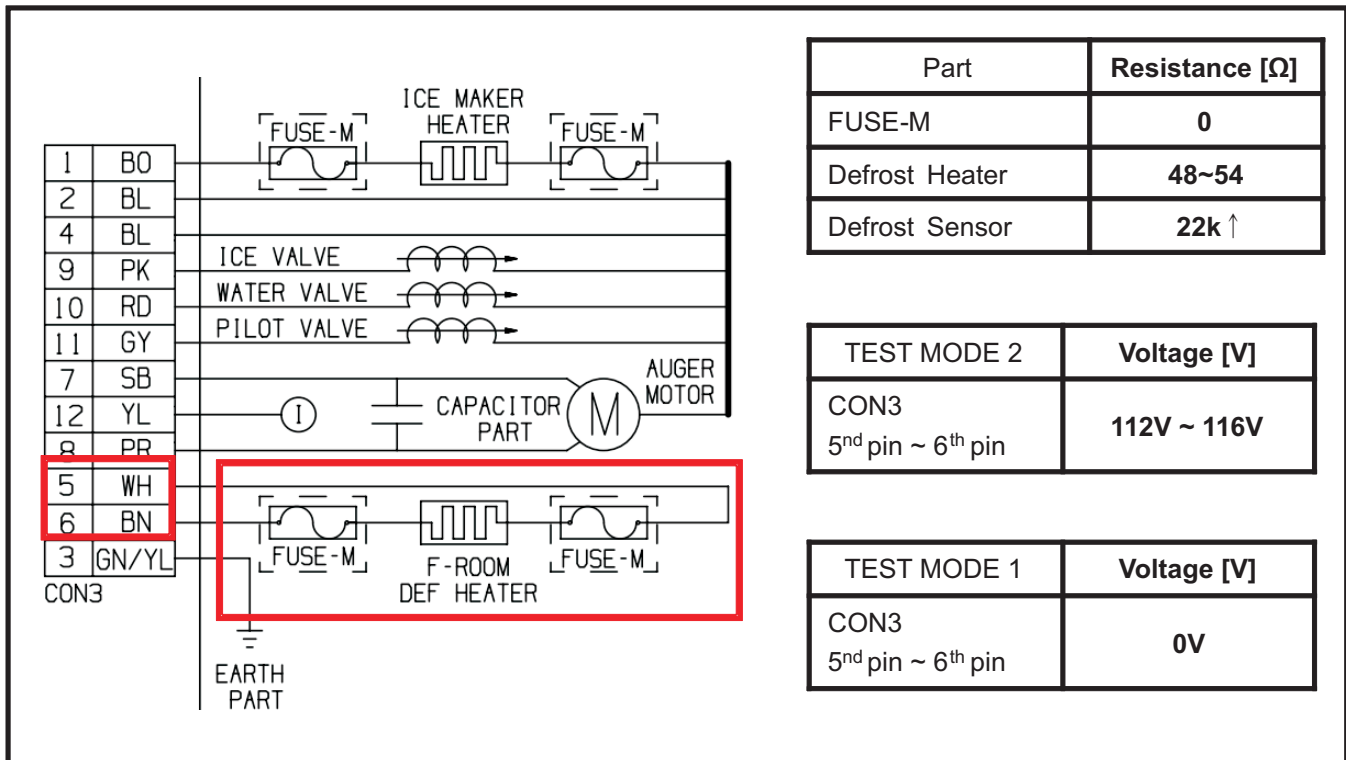 ICE MAKER
HEATER
FUSE-M
FUSE-M
1 BO
2 BL
4 BL
9 PK
ICE VALVE
10 RD
WATER VALVE
11 GY
PILOT VALVE
7 SB
AUGER
MOTOR
12 YL
I
CAPACITOR
PART
M
8 PR
5 WH
6 BN
FUSE-M
F-ROOM
DEF HEATER
FUSE-M
3 GN/YL
CON3
EARTH
PART
Part Resistance [Ω]
FUSE-M 0
Defrost Heater 48~54
Defrost Sensor 22k↑
TEST MODE 2 Voltage [V]
CON3
5nd pin ~ 6th pin
112V ~ 116V
TEST MODE 1 Voltage [V]
CON3
5nd pin ~ 6th pin
0V